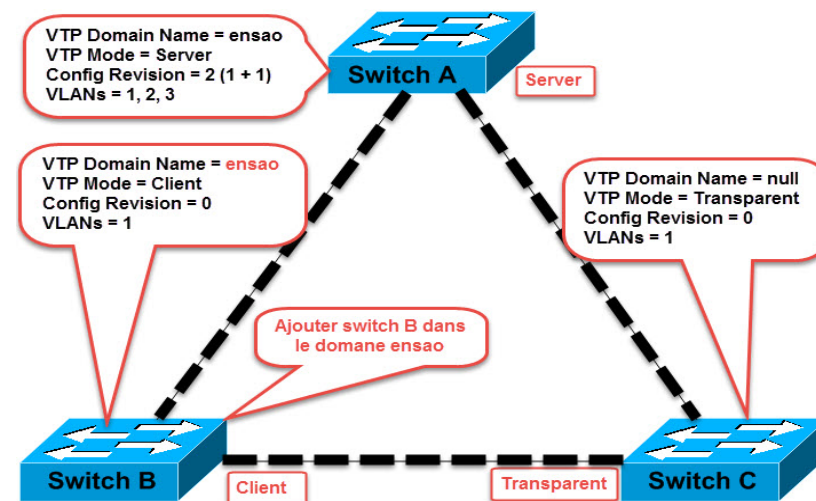 VTP Domain Name = ensao
VTP Mode = Server
Config Revision = 2 (1 + 1)
VLANs = 1, 2, 3
Switch A
Server
VTP Domain Name = ensao
VTP Mode = Client
Config Revision = 0
VLANs = 1
VTP Domain Name = null
VTP Mode = Transparent
Config Revision = 0
VLANs = 1
Ajouter switch B dans
le domane ensao
Switch B
Client
Transparent
Switch C